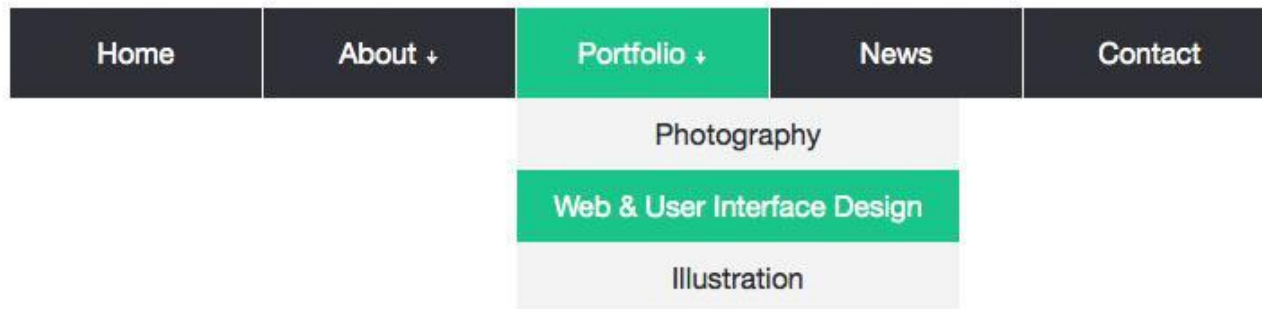 Home About ↓ Portfolio ↓ News Contact
Photography
Web & User Interface Design
Illustration